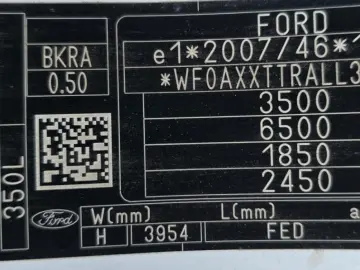 FORD
BKRA
e1*2007/46*
0.50
*WF0AXXTTRALL3
3500
6500
1850
2450
350L
Ford
W(mm) L(mm)
H 3954 FED